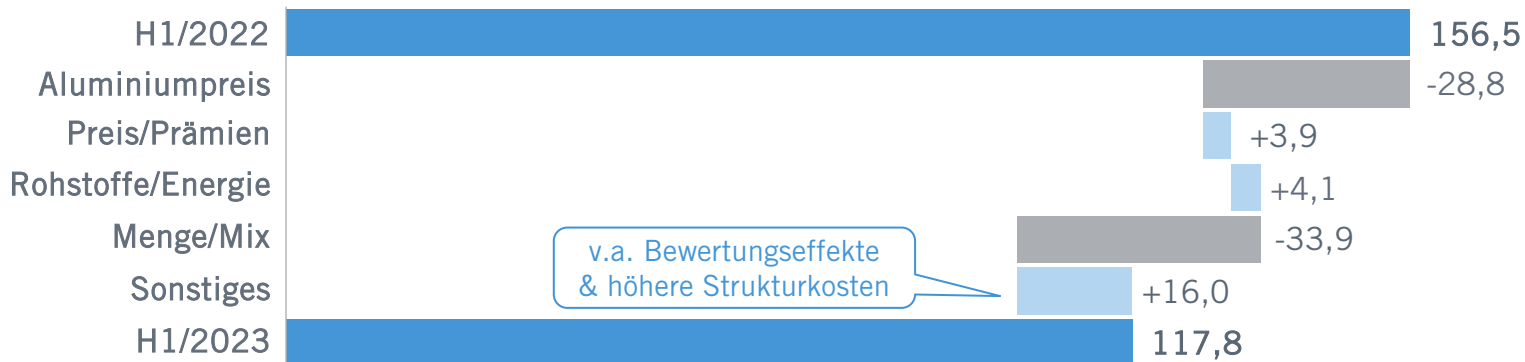 H1/2022 156,5
Aluminiumpreis -28,8
Preis/Prämien +3,9
Rohstoffe/Energie +4,1
Menge/Mix -33,9
v.a. Bewertungseffekte
& höhere Strukturkosten
Sonstiges +16,0
H1/2023 117,8